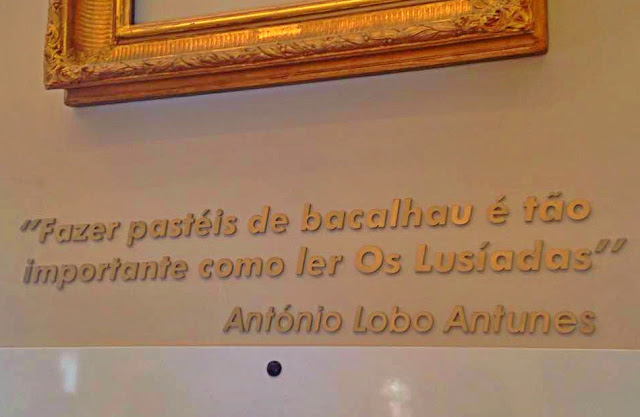 "Fazer pastéis de bacalhau é tão
importante como ler Os Lusíadas"
António Lobo Antunes